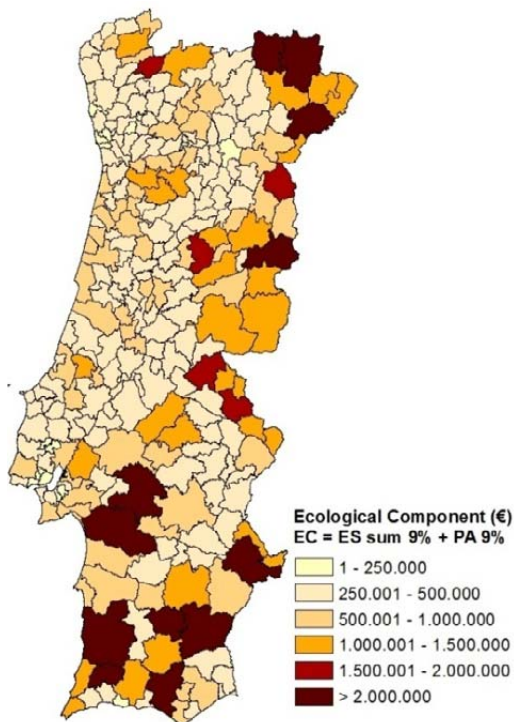 Ecological Component (€)
EC = ES sum 9% + PA 9%
1 - 250.000
250.001 - 500.000
500.001 - 1.000.000
1.000.001 - 1.500.000
1.500.001 - 2.000.000
> 2.000.000